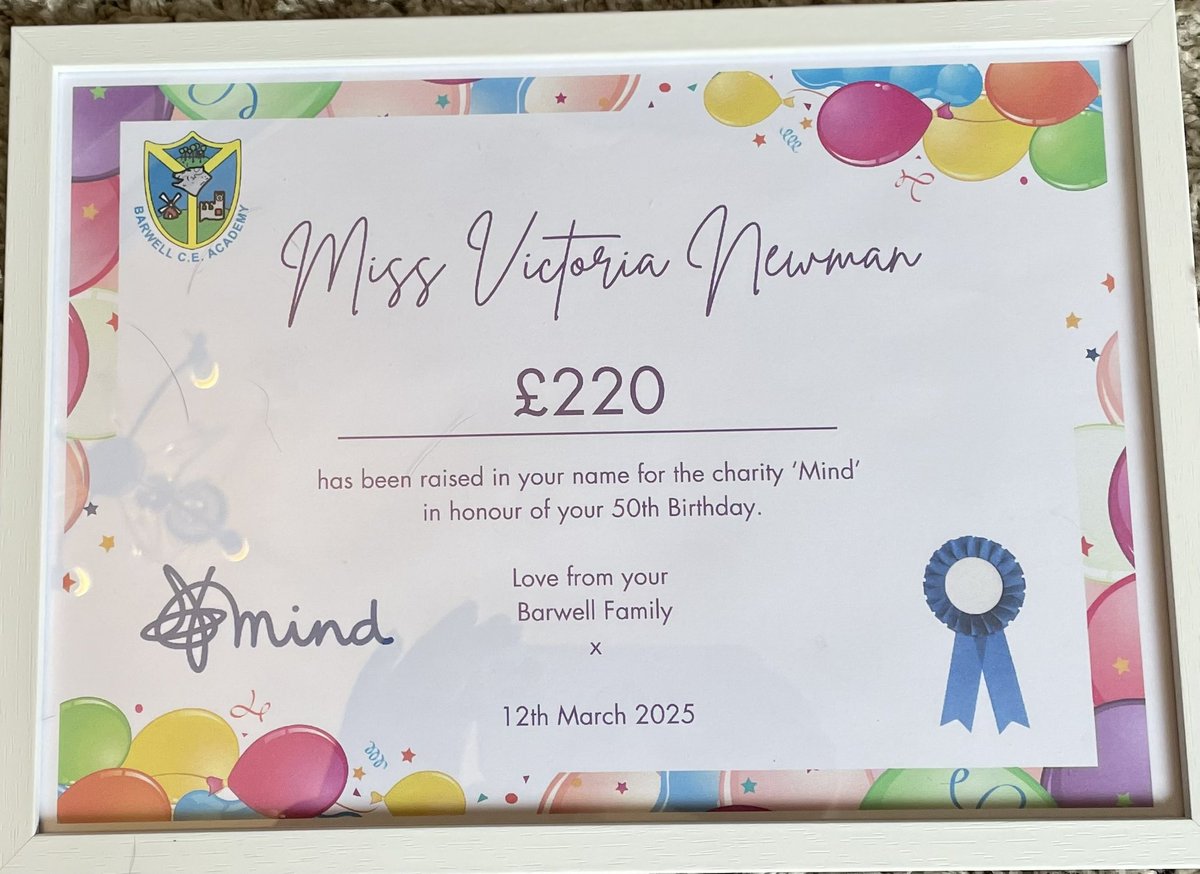 BARWELL C.E. ACADEMY
Miss Victoria Newman
£220
has been raised in your name for the charity ‘Mind’
in honour of your 50th Birthday.
Love from your
Barwell Family
x
mind
12th March 2025